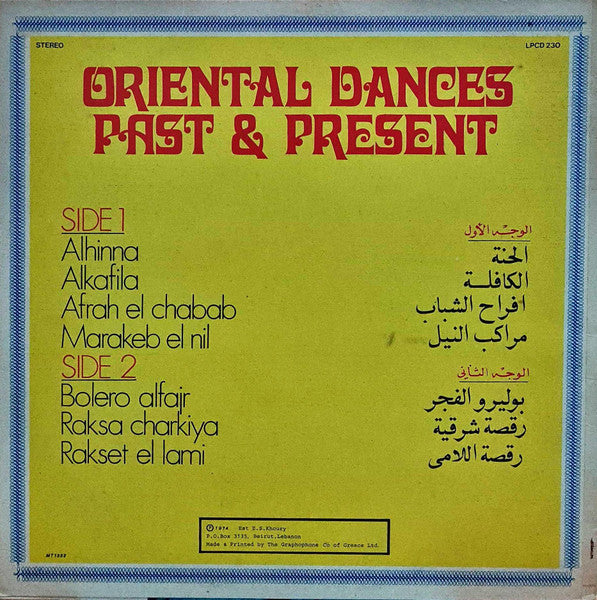 STEREO
LPCD 230
ORIENTAL DANCES
PAST & PRESENT
SIDE 1
الوجه الأول
Alhinna
الحنة
Alkafila
الكافلة
Afrah el chabab
افراح الشباب
Marakeb el nil
مراكب النيل
SIDE 2
الوجه الثاني
Bolero alfajr
بوليرو الفجر
Raksa charkiya
رقصة شرقية
Rakset el lami
رقصة اللامى
Ⓟ 1974 Est E.S.Khoury
P.O.Box 3135, Beirut.Lebanon
Made & Printed by The Graphophone Co of Greece Ltd.